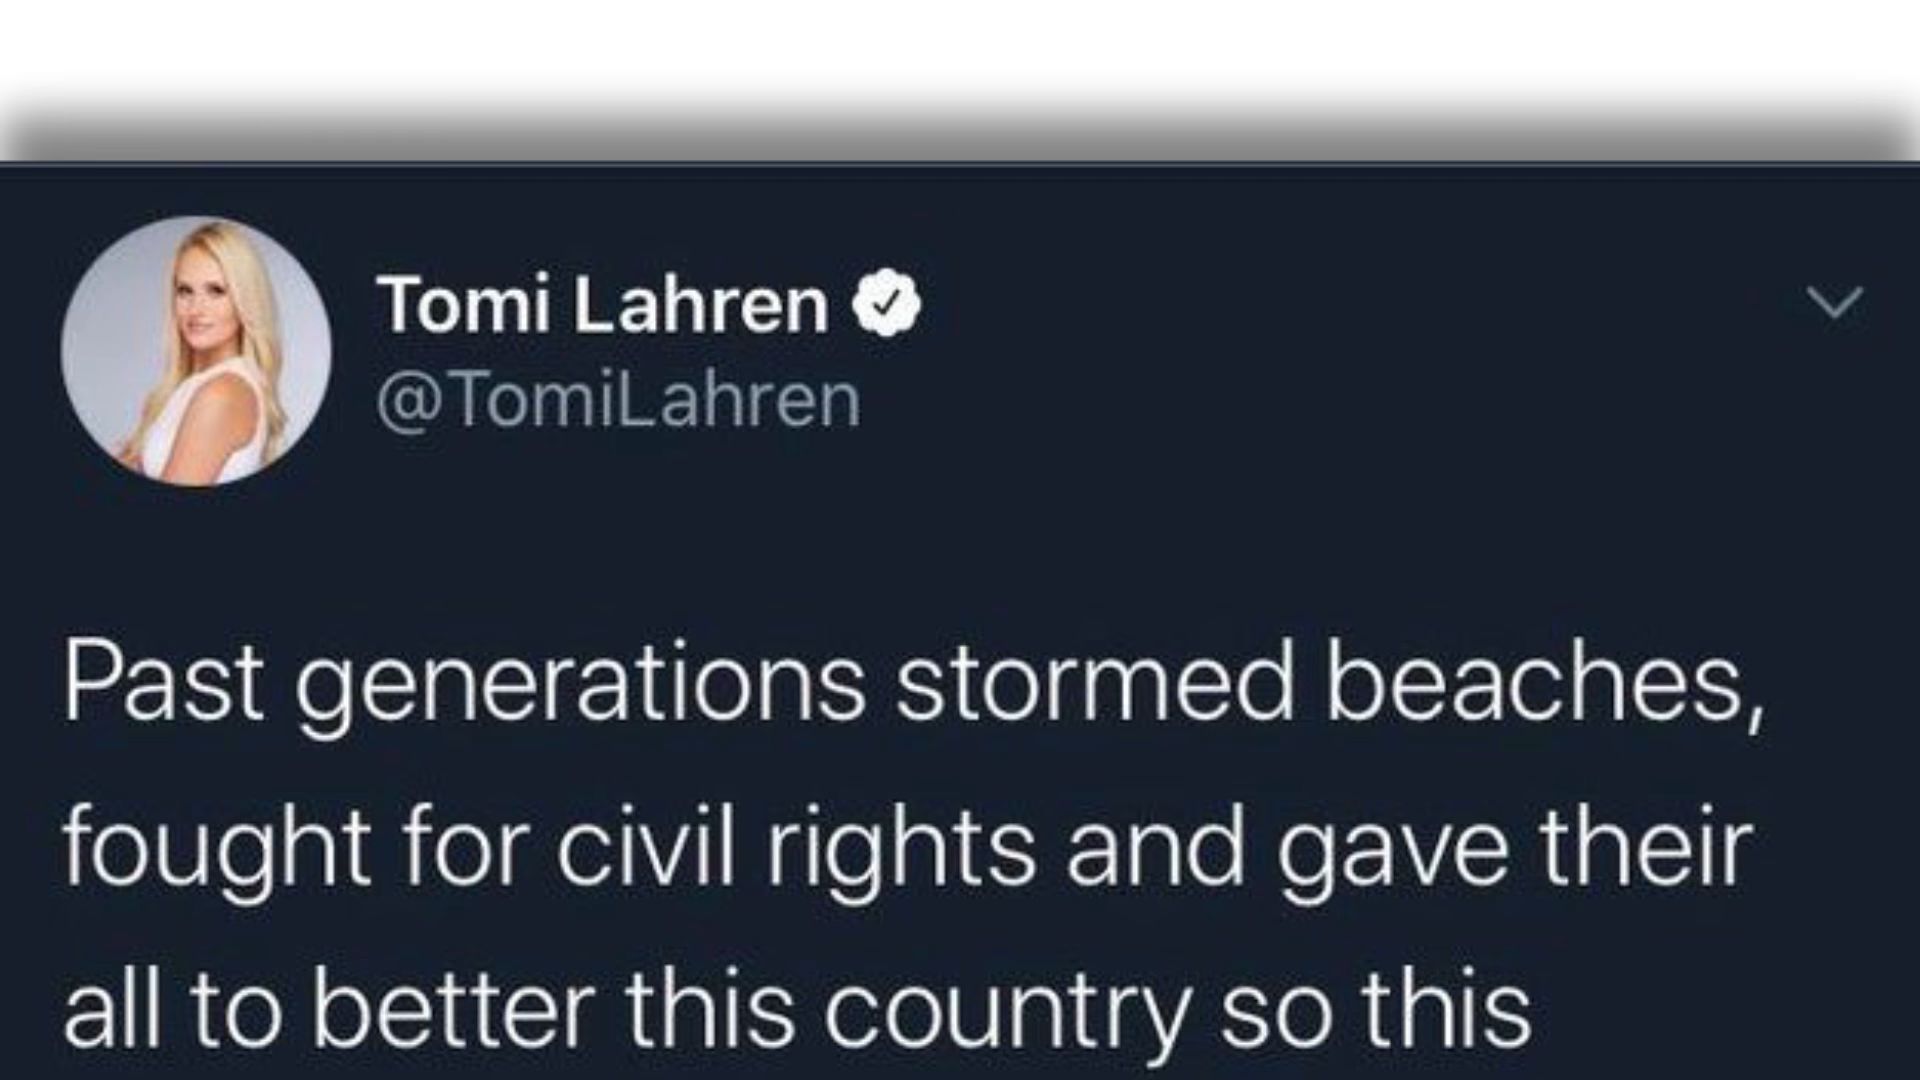 Tomi Lahren
@TomiLahren
Past generations stormed beaches,
fought for civil rights and gave their
all to better this country so this